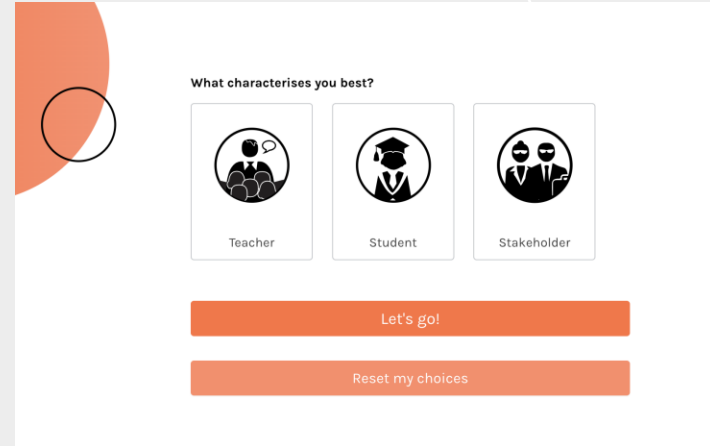 What characterises you best?
Teacher
Student
Stakeholder
Let's go!
Reset my choices